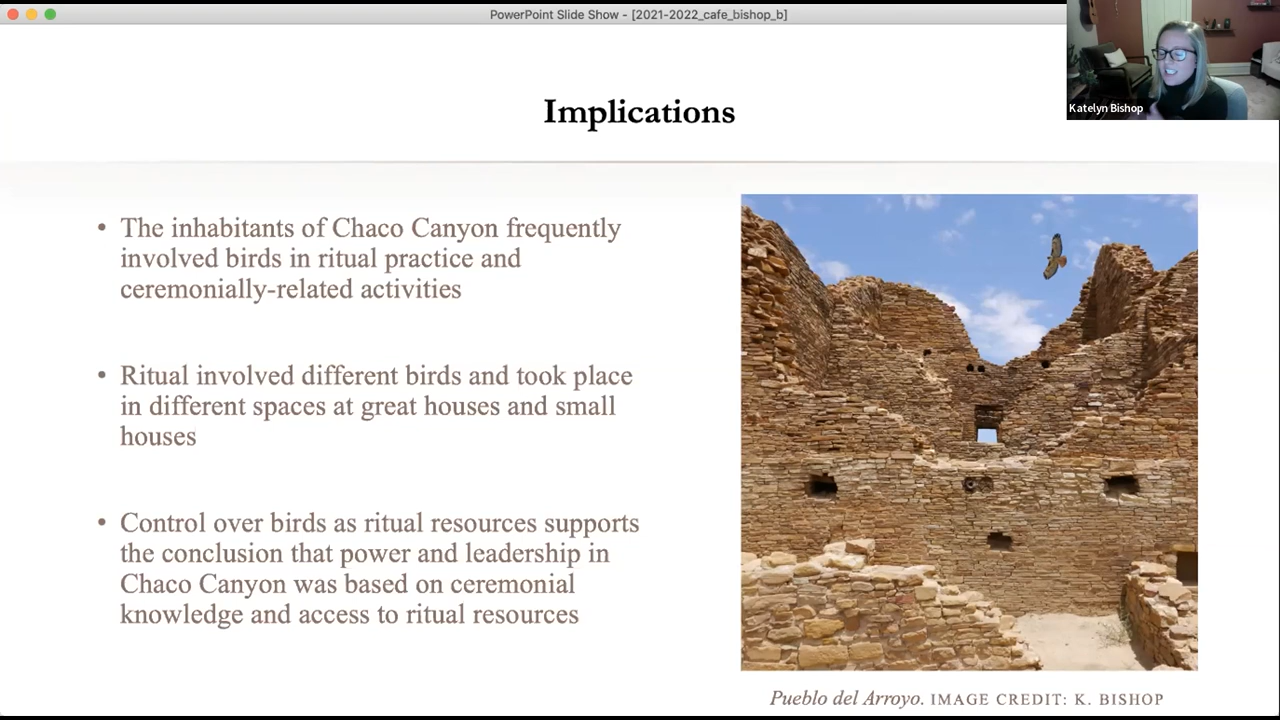 PowerPoint Slide Show - [2021-2022_cafe_bishop_b]
Katelyn Bishop
Implications
• The inhabitants of Chaco Canyon frequently
involved birds in ritual practice and
ceremonially-related activities
• Ritual involved different birds and took place
in different spaces at great houses and small
houses
• Control over birds as ritual resources supports
the conclusion that power and leadership in
Chaco Canyon was based on ceremonial
knowledge and access to ritual resources
Pueblo del Arroyo. IMAGE CREDIT: K. BISHOP